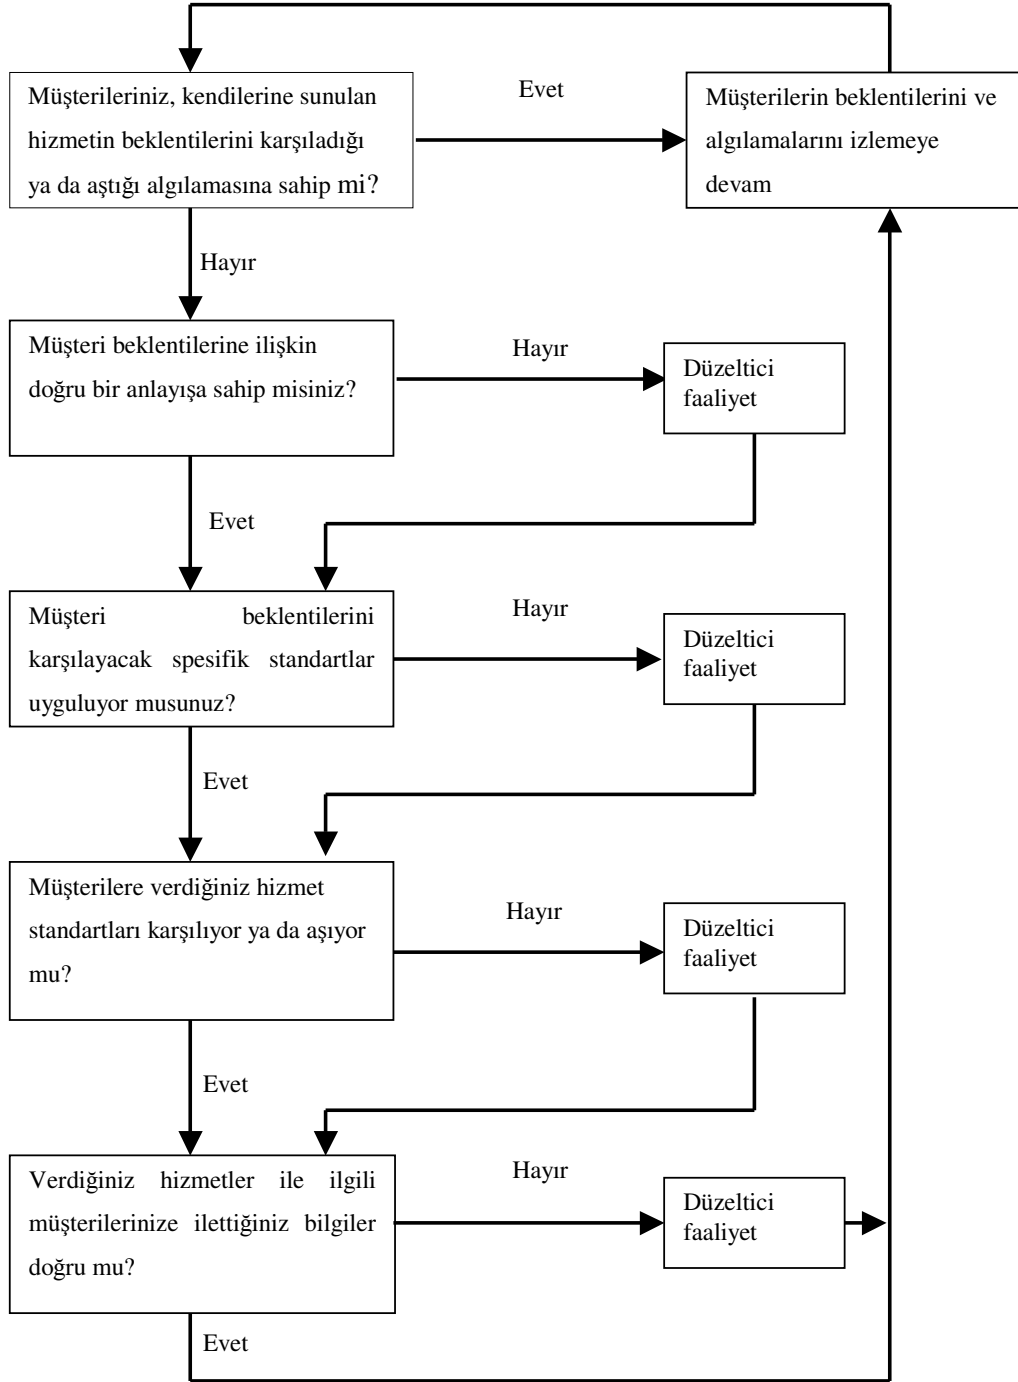 Müşterileriniz, kendilerine sunulan
hizmetin beklentilerini karşıladığı
ya da aştığı algılamasına sahip mi?
Evet
Müşterilerin beklentilerini ve
algılamalarını izlemeye
devam
Hayır
Müşteri beklentilerine ilişkin
doğru bir anlayışa sahip misiniz?
Hayır
Düzeltici
faaliyet
Evet
Müşteri beklentilerini
karşılayacak spesifik standartlar
uyguluyor musunuz?
Hayır
Düzeltici
faaliyet
Evet
Müşterilere verdiğiniz hizmet
standartları karşılıyor ya da aşıyor
mu?
Hayır
Düzeltici
faaliyet
Evet
Verdiğiniz hizmetler ile ilgili
müşterilerinize ilettiğiniz bilgiler
doğru mu?
Hayır
Düzeltici
faaliyet
Evet